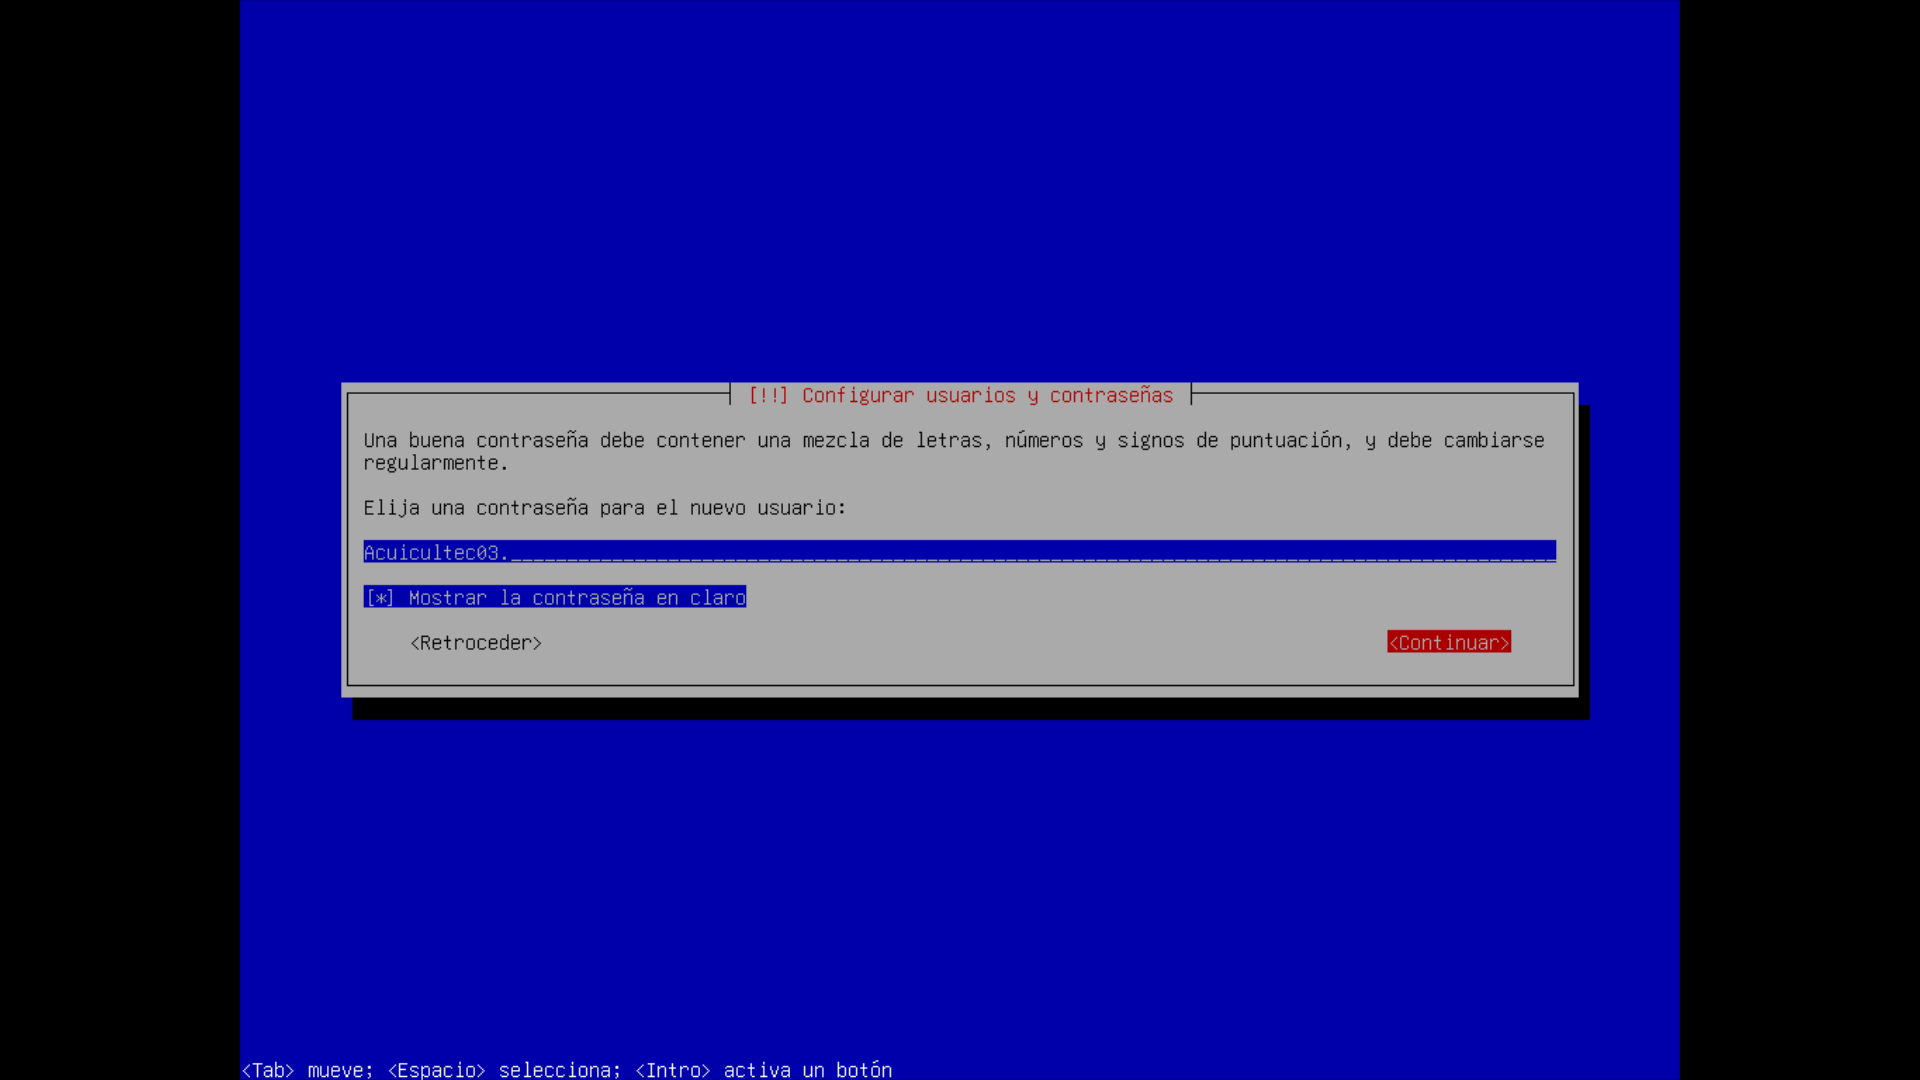 [!!] Configurar usuarios y contraseñas
Una buena contraseña debe contener una mezcla de letras, números y signos de puntuación, y debe cambiarse
regularmente.
Elija una contraseña para el nuevo usuario:
Acuicultec03.
[*] Mostrar la contraseña en claro
<Retroceder> <Continuar>
<Tab> mueve; <Espacio> selecciona; <Intro> activa un botón